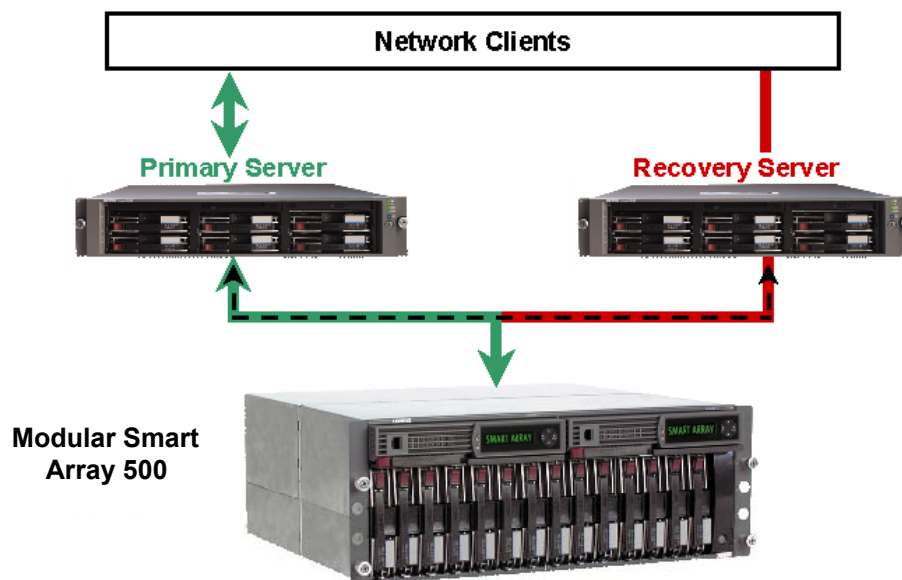 Network Clients
Primary Server
Recovery Server
Modular Smart
Array 500
SMART ARRAY
SMART ARRAY